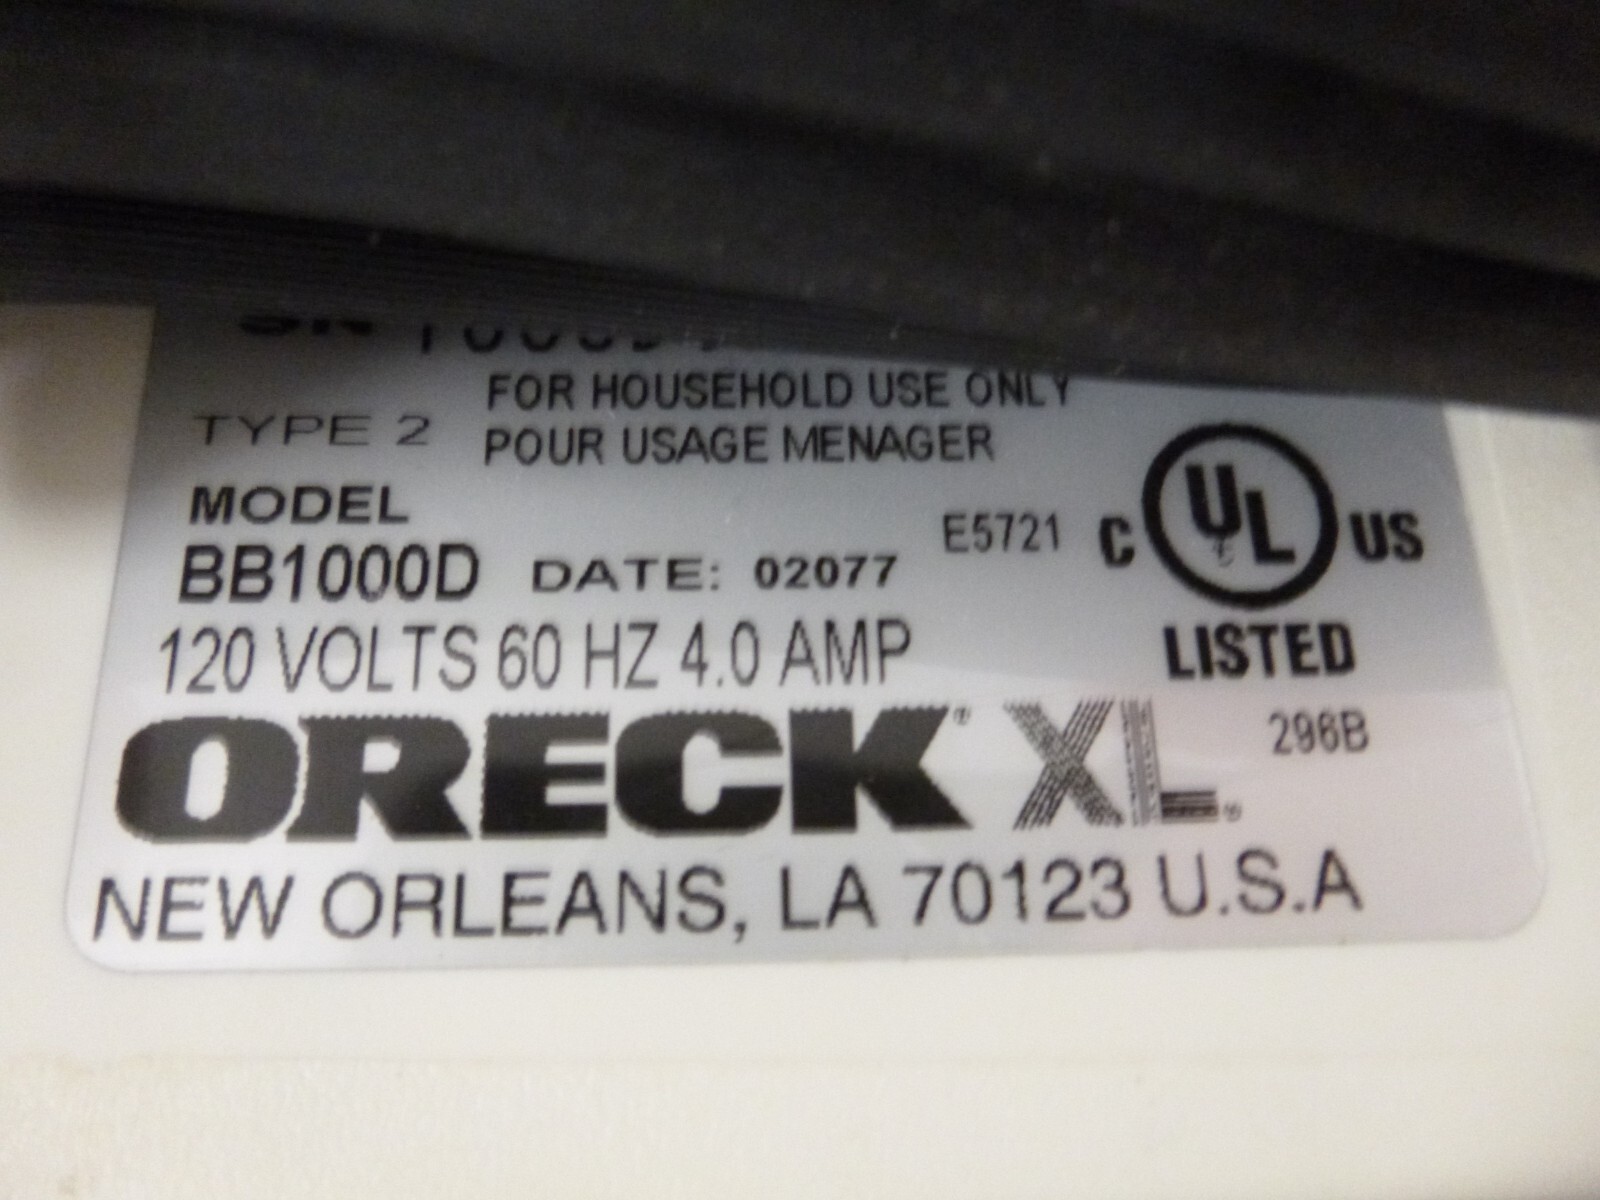 FOR HOUSEHOLD USE ONLY
TYPE 2 POUR USAGE MENAGER
MODEL
BB1000D DATE: 02077
E5721 C UL US
LISTED
120 VOLTS 60 HZ 4.0 AMP
296B
ORECK® XL®
NEW ORLEANS, LA 70123 U.S.A